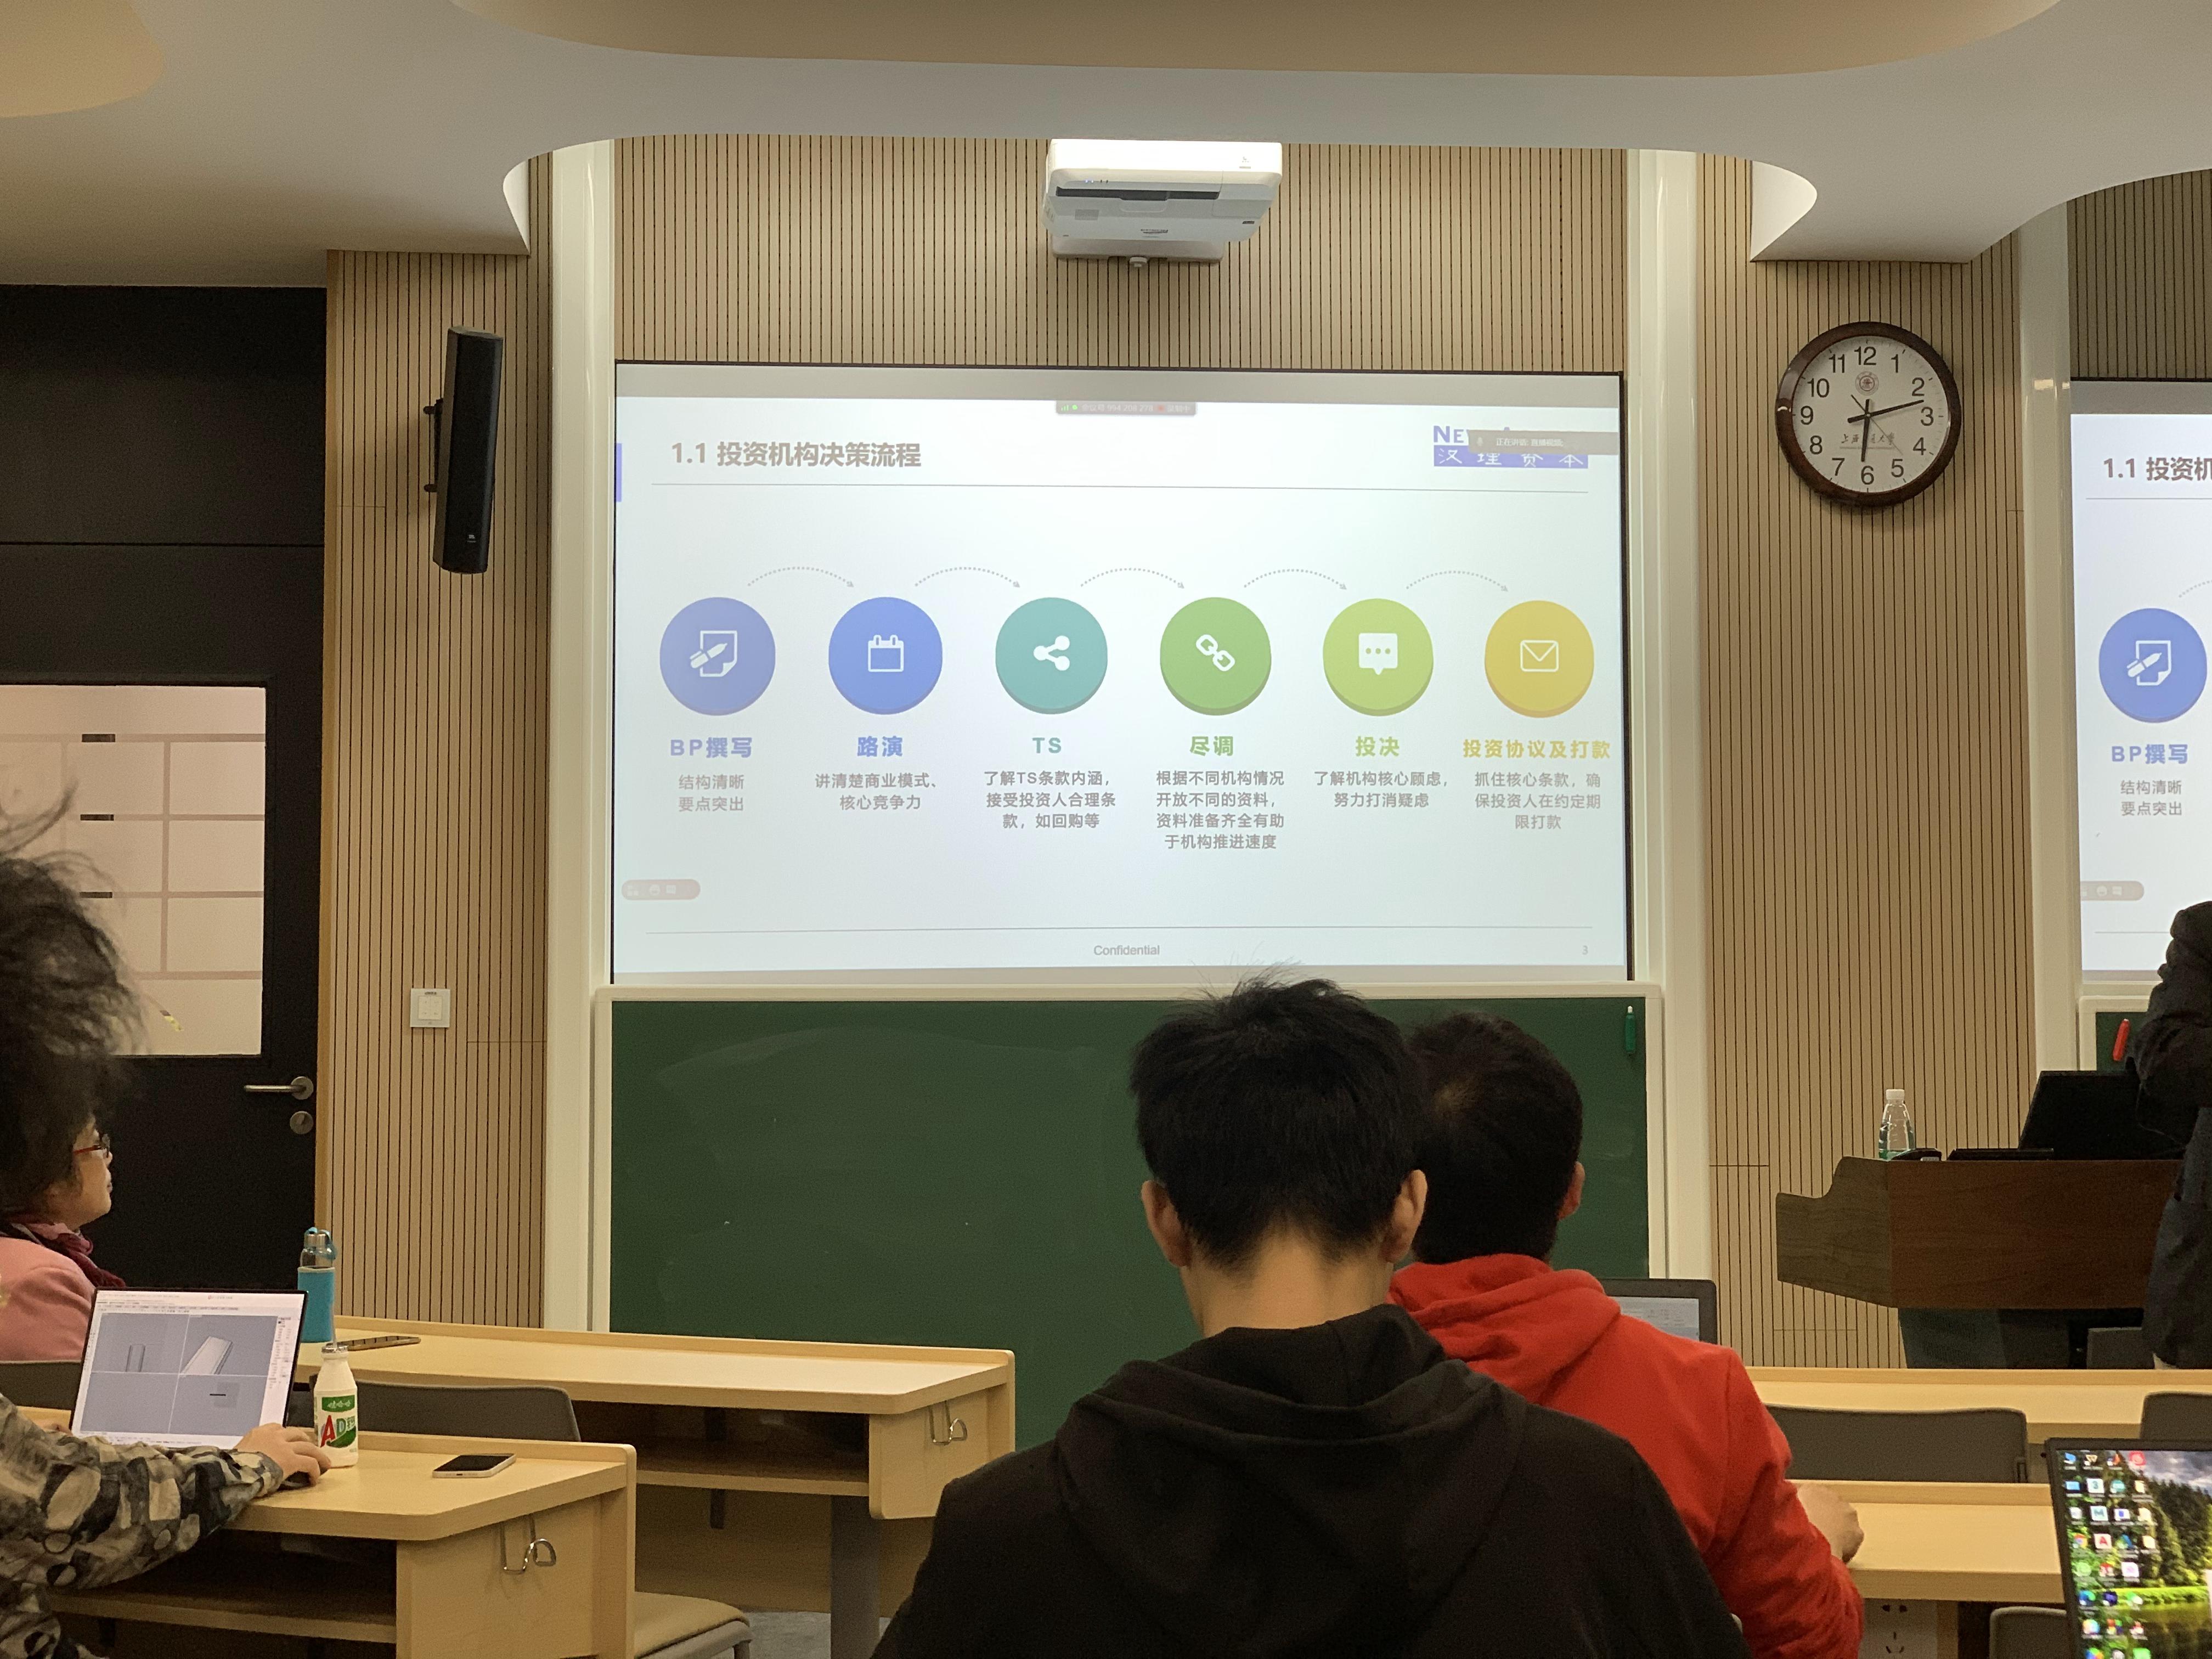 1.1 投资机构决策流程
汉理资本
BP撰写
结构清晰
要点突出
路演
讲清楚商业模式、
核心竞争力
TS
了解TS条款内涵，
接受投资人合理条
款，如回购等
尽调
根据不同机构情况
开放不同的资料，
资料准备齐全有助
于机构推进速度
投决
了解机构核心顾虑，
努力打消疑虑
投资协议及打款
抓住核心条款，确
保投资人在约定期
限打款
Confidential
3
12
1
2
3
4
5
6
7
8
9
10
11
1.1 投资机
BP撰写
结构清晰
要点突出
AD